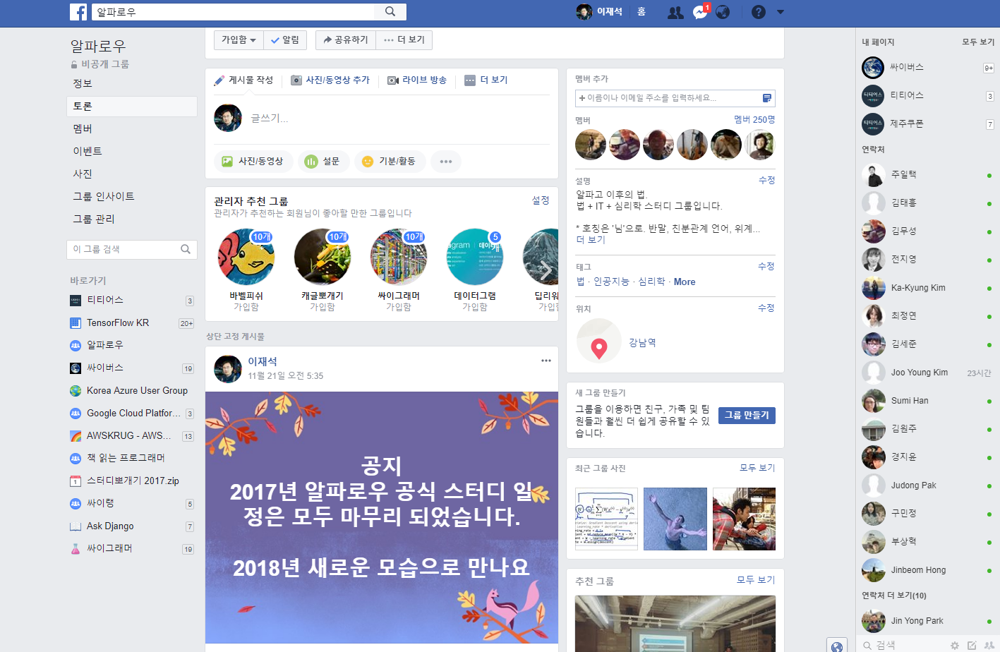 알파로우
이재석
홈
1
알파로우
비공개 그룹
정보
토론
멤버
이벤트
사진
그룹 인사이트
그룹 관리
이 그룹 검색
바로가기
티티어스 3
TensorFlow KR 20+
알파로우
싸이버스 19
Korea Azure User Group
Google Cloud Platfor... 3
AWSKRUG - AWS... 13
책 읽는 프로그래머
스터디뽀개기 2017.zip
싸이랩 5
Ask Django 7
싸이그래머 19
가입함 알림 공유하기 더 보기
게시물 작성 사진/동영상 추가 라이브 방송 더 보기
글쓰기...
사진/동영상 설문 기분/활동
관리자 추천 그룹 설정
관리자가 추천하는 회원님이 좋아할 만한 그룹입니다
10개 10개 10개 5개
바벨피쉬 캐글뽀개기 싸이그래머 데이터그램 딥리워
가입함 가입함 가입함 가입함 가입함
상단 고정 게시물
이재석
11월 21일 오전 5:35
공지
2017년 알파로우 공식 스터디 일
정은 모두 마무리 되었습니다.
2018년 새로운 모습으로 만나요
멤버 추가
+ 이름이나 이메일 주소를 입력하세요...
멤버 멤버 250명
설명 수정
알파고 이후의 법.
법 + IT + 심리학 스터디 그룹입니다.
* 호칭은 '님'으로. 반말, 친분관계 언어, 위계...
더 보기
태그 수정
법 · 인공지능 · 심리학 · More
위치 수정
강남역
새 그룹 만들기
그룹을 이용하면 친구, 가족 및 팀
원들과 훨씬 더 쉽게 공유할 수 있
습니다.
그룹 만들기
최근 그룹 사진 모두 보기
추천 그룹 모두 보기
내 페이지 모두 보기
싸이버스 9+
티티어스 3
제주쿠폰 7
연락처
주일택
김태흥
김무성
전지영
Ka-Kyung Kim
최정연
김세준
Joo Young Kim 23시간
Sumi Han
김원주
경지윤
Judong Pak
구민정
부상혁
Jinbeom Hong
연락처 더 보기(10)
Jin Yong Park
검색